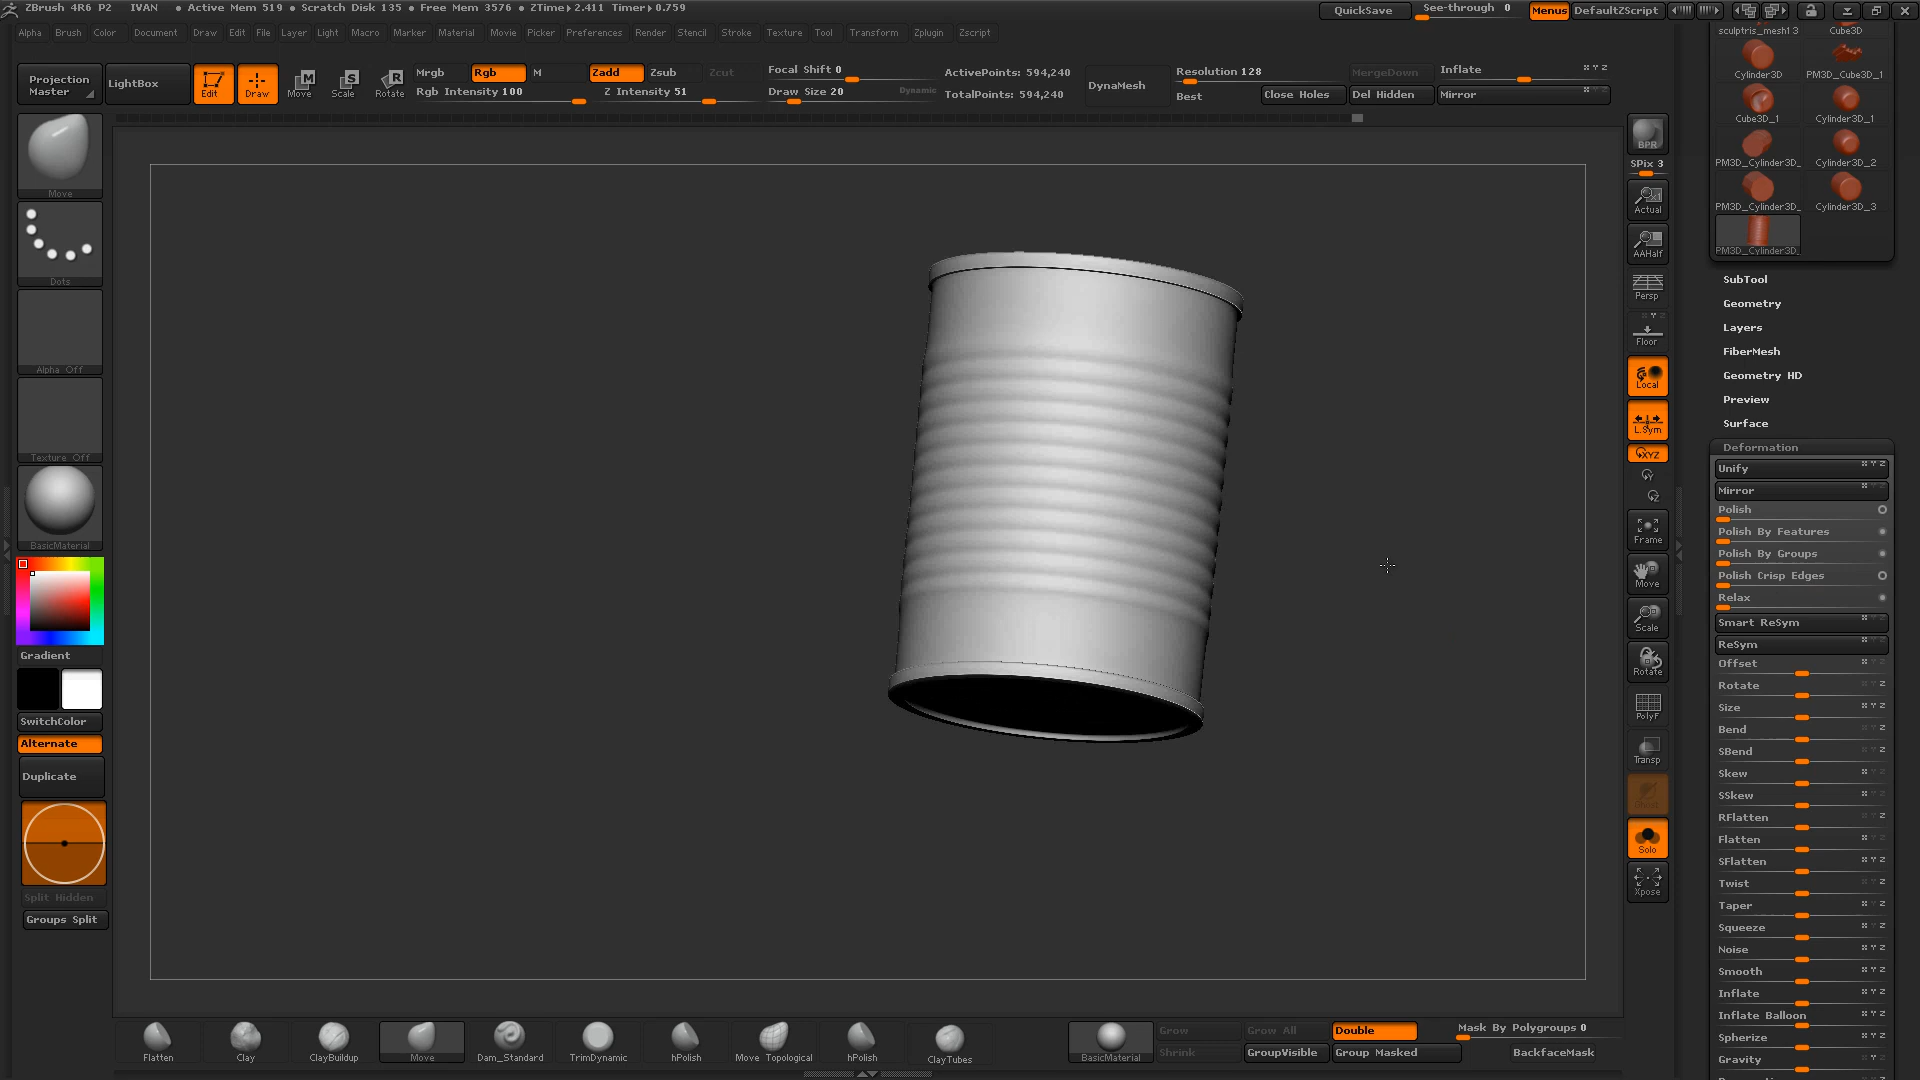 ZBrush 4R6 P2 IVAN • Active Mem 519 • Scratch Disk 135 • Free Mem 3576 • ZTime▸2.411 Timer▸0.759
QuickSave See-through 0 Menus DefaultZScript
Alpha Brush Color Document Draw Edit File Layer Light Macro Marker Material Movie Picker Preferences Render Stencil Stroke Texture Tool Transform Zplugin Zscript
Projection Master
LightBox
Edit Draw Move Scale Rotate
Mrgb Rgb M Zadd Zsub Zcut
Rgb Intensity 100 Z Intensity 51
Focal Shift 0
Draw Size 20 Dynamic
ActivePoints: 594,240
TotalPoints: 594,240
DynaMesh
Resolution 128
Best
Close Holes
MergeDown
Del Hidden
Inflate
Mirror
Move
Dots
Alpha Off
Texture Off
BasicMaterial
Gradient
SwitchColor
Alternate
Duplicate
Split Hidden
Groups Split
BPR
SPix 3
Actual
AAHalf
Persp
Floor
Local
L.Sym
XYZ
Frame
Move
Scale
Rotate
PolyF
Transp
Ghost
Solo
Xpose
sculptris_mesh13 Cube3D
Cylinder3D PM3D_Cube3D_1
Cube3D_1 Cylinder3D_1
PM3D_Cylinder3D_ Cylinder3D_2
PM3D_Cylinder3D_ Cylinder3D_3
PM3D_Cylinder3D_
SubTool
Geometry
Layers
FiberMesh
Geometry HD
Preview
Surface
Deformation
Unify
Mirror
Polish
Polish By Features
Polish By Groups
Polish Crisp Edges
Relax
Smart ReSym
ReSym
Offset
Rotate
Size
Bend
SBend
Skew
SSkew
RFlatten
Flatten
SFlatten
Twist
Taper
Squeeze
Noise
Smooth
Inflate
Inflate Balloon
Spherize
Gravity
Flatten Clay ClayBuildup Move Dam_Standard TrimDynamic hPolish Move Topological hPolish ClayTubes
BasicMaterial
Grow Grow All Double Mask By Polygroups 0
Shrink GroupVisible Group Masked BackfaceMask